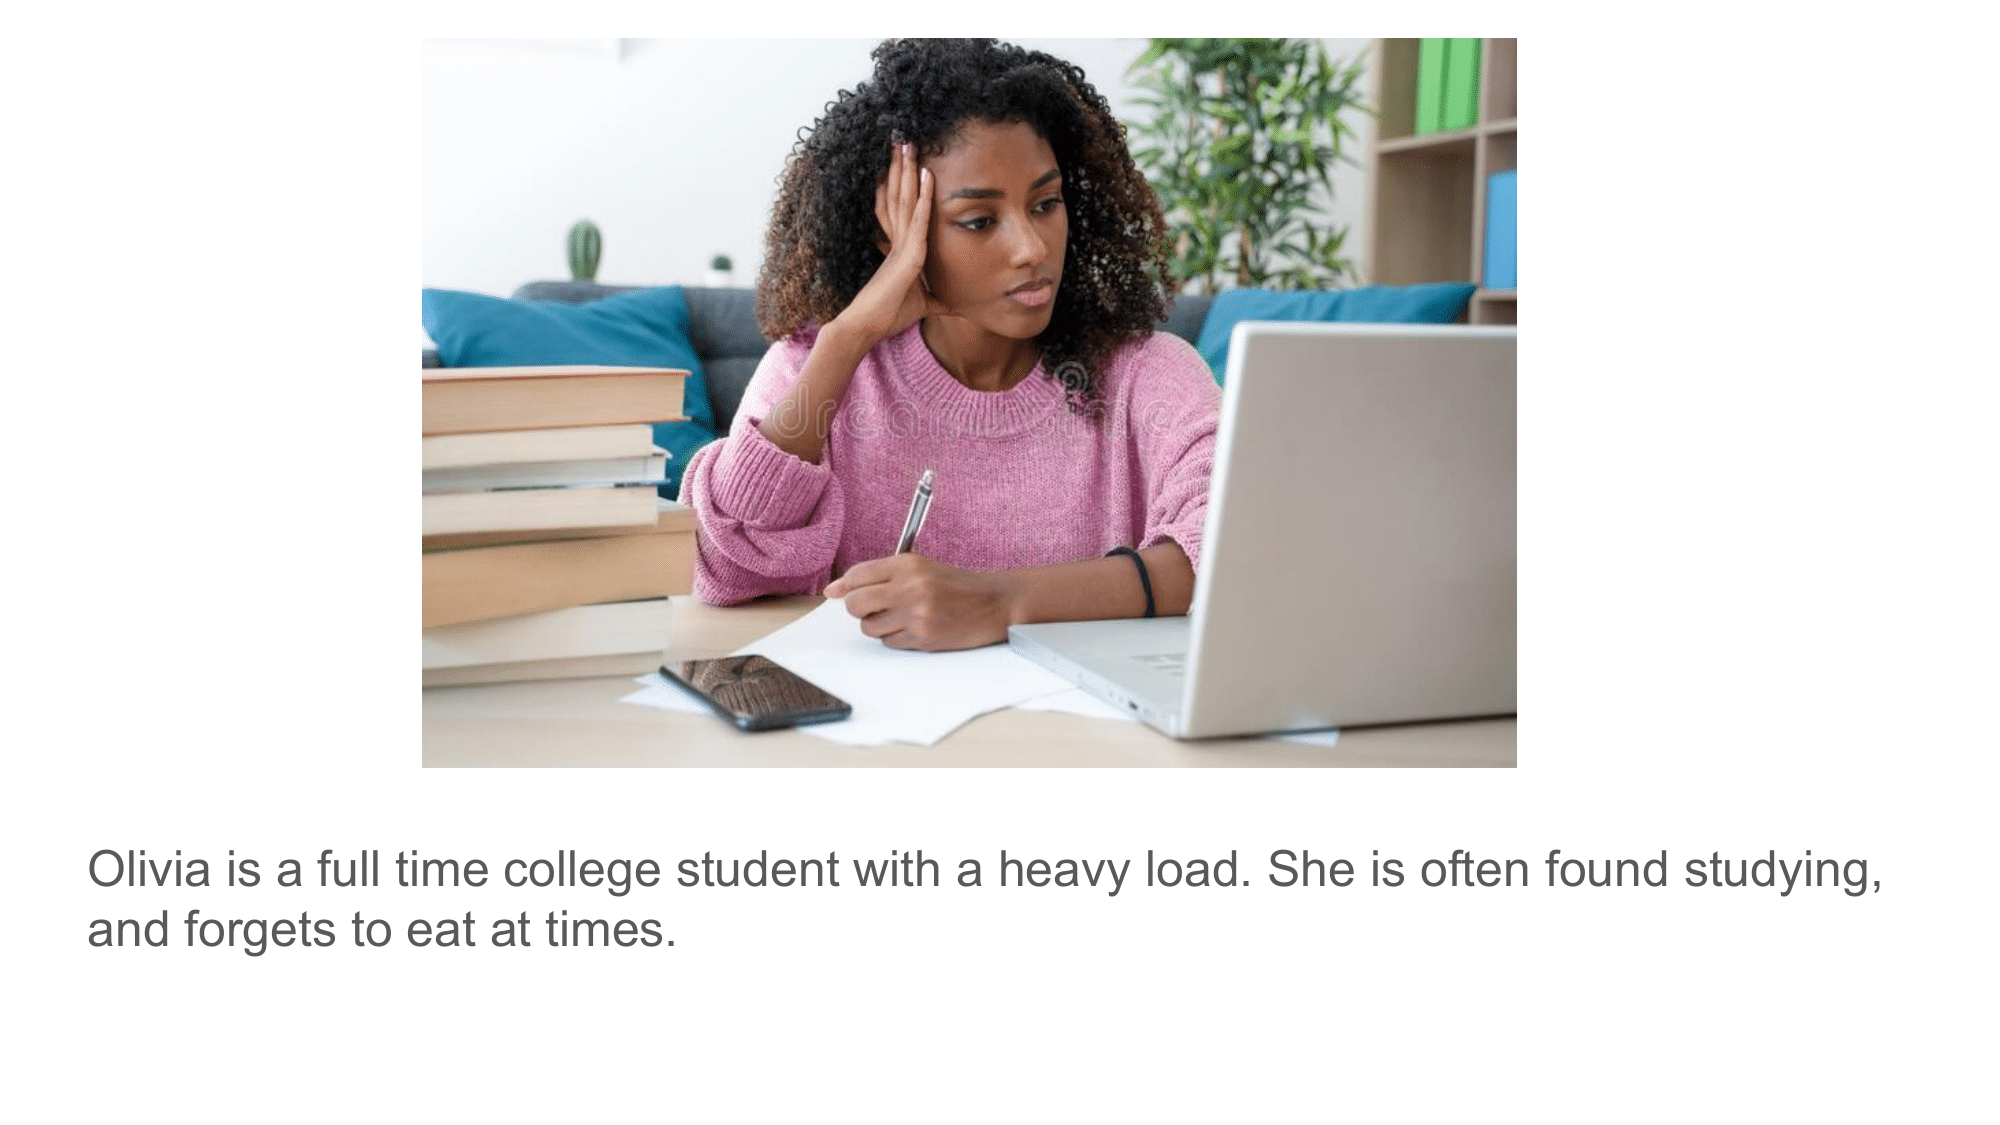 dreamstime
Olivia is a full time college student with a heavy load. She is often found studying,
and forgets to eat at times.